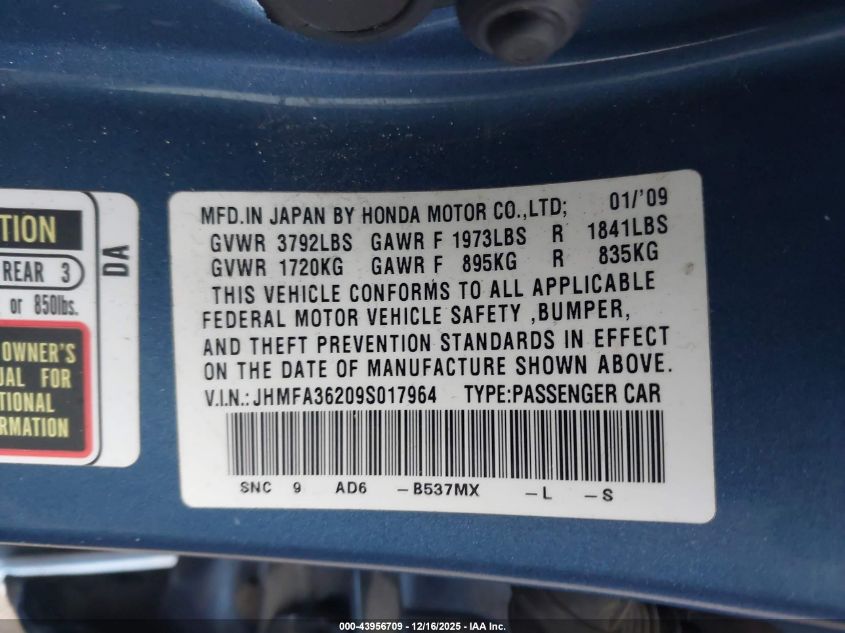 TION
REAR 3
or 850lbs.
OWNER'S
UAL FOR
TIONAL
RMATION
DA
MFD.IN JAPAN BY HONDA MOTOR CO.,LTD; 01/'09
GVWR 3792LBS GAWR F 1973LBS R 1841LBS
GVWR 1720KG GAWR F 895KG R 835KG
THIS VEHICLE CONFORMS TO ALL APPLICABLE
FEDERAL MOTOR VEHICLE SAFETY ,BUMPER,
AND THEFT PREVENTION STANDARDS IN EFFECT
ON THE DATE OF MANUFACTURE SHOWN ABOVE.
V.I.N.:JHMFA36209S017964 TYPE:PASSENGER CAR
SNC 9 AD6 -B537MX -L -S
000-43956709 - 12/16/2025 - IAA Inc.